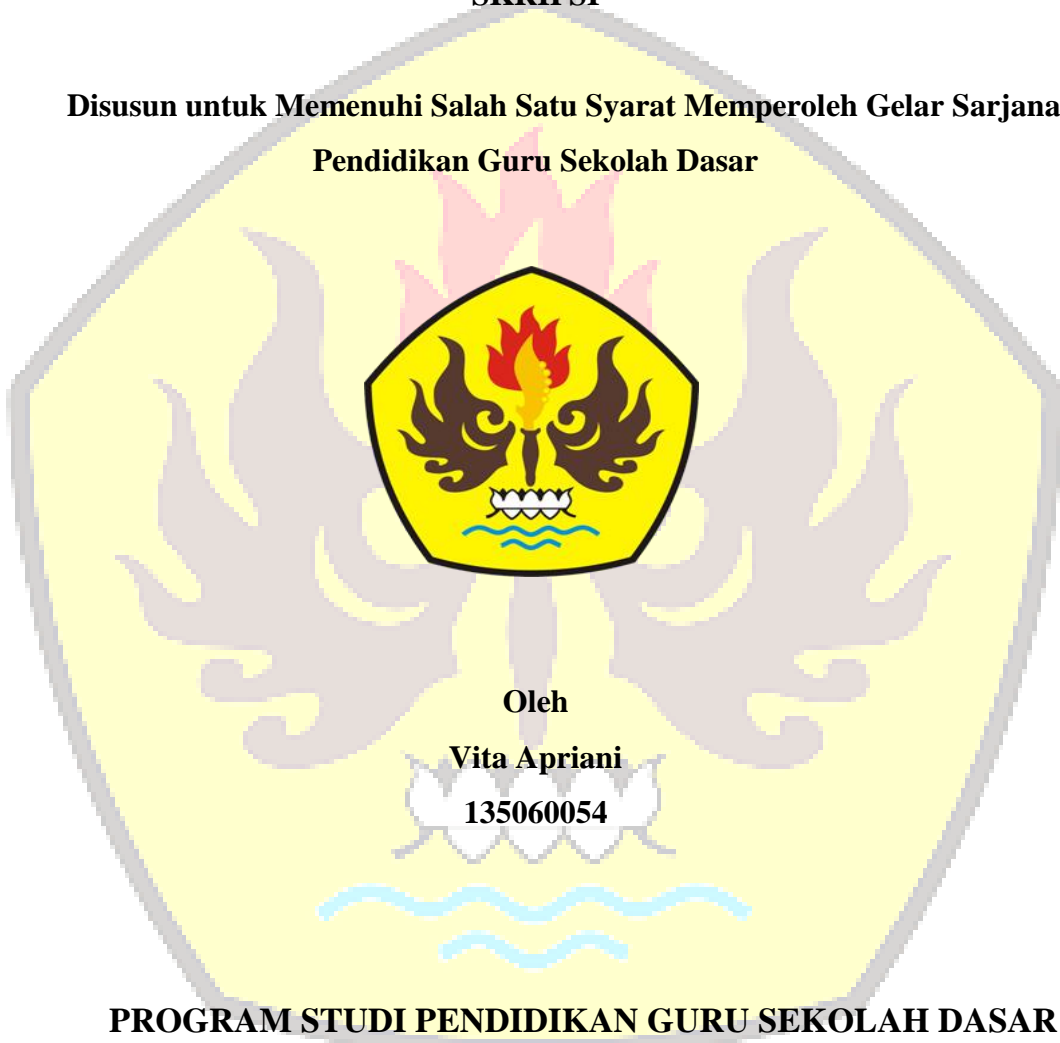 SKRIPSI
Disusun untuk Memenuhi Salah Satu Syarat Memperoleh Gelar Sarjana
Pendidikan Guru Sekolah Dasar
Oleh
Vita Apriani
135060054
PROGRAM STUDI PENDIDIKAN GURU SEKOLAH DASAR